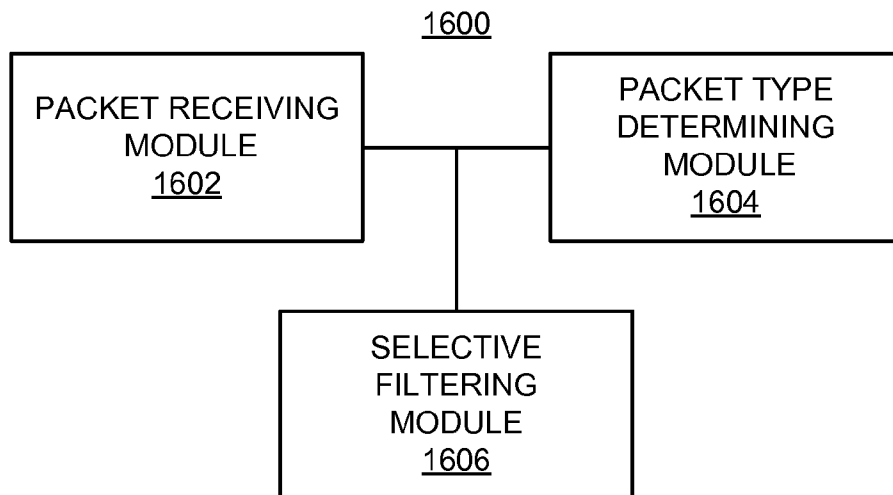 1600
PACKET RECEIVING
MODULE
1602
PACKET TYPE
DETERMINING
MODULE
1604
SELECTIVE
FILTERING
MODULE
1606